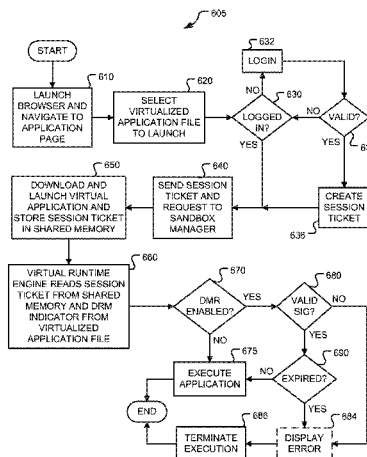 605
START
610
LAUNCH
BROWSER AND
NAVIGATE TO
APPLICATION
PAGE
620
SELECT
VIRTUALIZED
APPLICATION FILE
TO LAUNCH
632
LOGIN
NO
630
LOGGED
IN?
YES
NO
VALID?
YES
CREATE
SESSION
TICKET
636
640
SEND SESSION
TICKET AND
REQUEST TO
SANDBOX
MANAGER
650
DOWNLOAD AND
LAUNCH VIRTUAL
APPLICATION AND
STORE SESSION
TICKET IN SHARED
MEMORY
660
VIRTUAL RUNTIME
ENGINE READS SESSION
TICKET FROM SHARED
MEMORY AND DRM
INDICATOR FROM
VIRTUALIZED
APPLICATION FILE
670
DMR
ENABLED?
YES
NO
680
VALID
SIG?
NO
YES
675
EXECUTE
APPLICATION
NO
690
EXPIRED?
YES
684
DISPLAY
ERROR
686
TERMINATE
EXECUTION
END